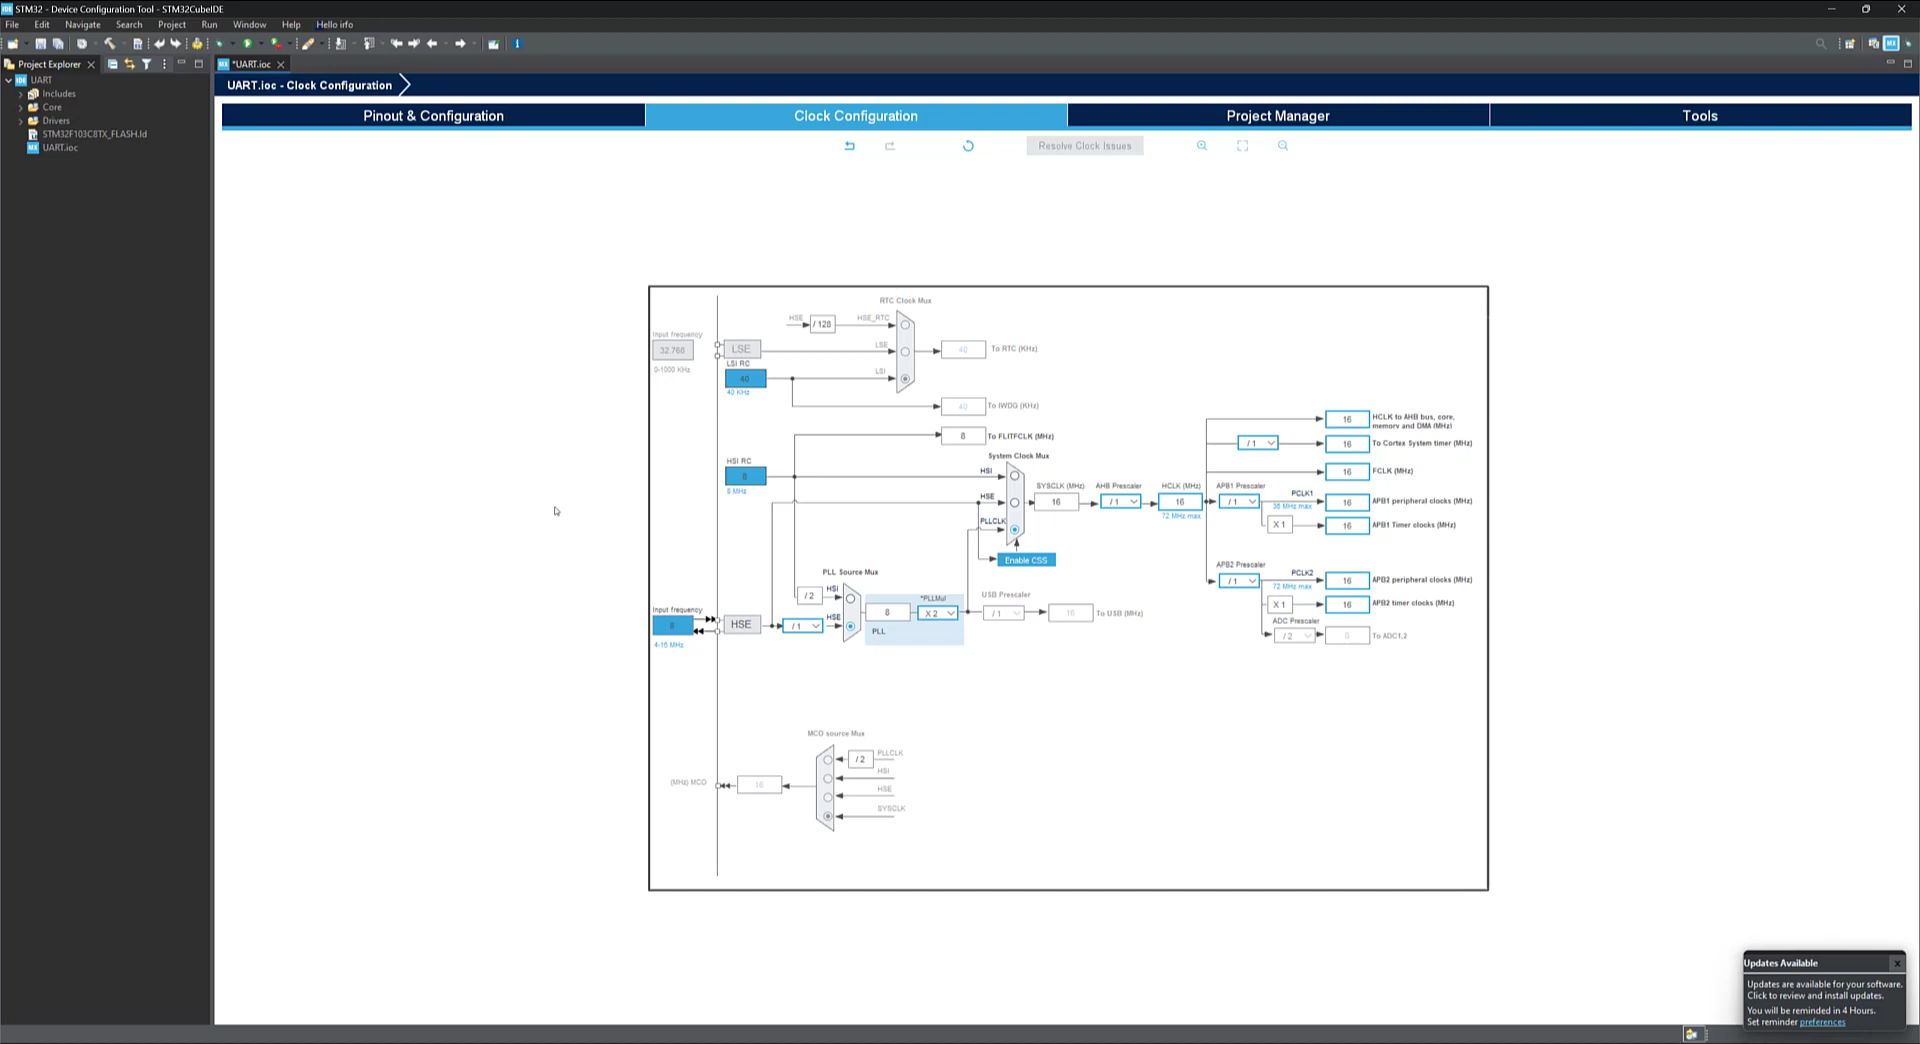 STM32 - Device Configuration Tool - STM32CubeIDE
File Edit Navigate Search Project Run Window Help Hello irfo
Project Explorer
*UART.ioc
UART
Includes
Core
Drivers
STM32F103C8TX_FLASH.ld
UART.ioc
UART.ioc - Clock Configuration
Pinout & Configuration
Clock Configuration
Project Manager
Tools
Resolve Clock Issues
RTC Clock Mux
HSE / 128 HSE_RTC
Input frequency
32.768
0-1000 KHz
LSE
LSE
40 To RTC (KHz)
LSI RC
40
40 KHz
LSI
40 To IWDG (KHz)
8 To FLITFCLK (MHz)
System Clock Mux
HSI RC
8
8 MHz
HSI
HSE
PLLCLK
Enable CSS
SYSCLK (MHz)
16
AHB Prescaler
/ 1
HCLK (MHz)
16
72 MHz max
16 HCLK to AHB bus, core,
memory and DMA (MHz)
/ 1 16 To Cortex System timer (MHz)
16 FCLK (MHz)
APB1 Prescaler
/ 1
PCLK1
36 MHz max
16 APB1 peripheral clocks (MHz)
X 1 16 APB1 Timer clocks (MHz)
APB2 Prescaler
/ 1
PCLK2
72 MHz max
16 APB2 peripheral clocks (MHz)
X 1 16 APB2 timer clocks (MHz)
ADC Prescaler
/ 2 8 To ADC1,2
PLL Source Mux
/ 2 HSI
Input frequency
8
4-16 MHz
HSE
/ 1 HSE
8
*PLLMul
X 2
PLL
USB Prescaler
/ 1 16 To USB (MHz)
MCO source Mux
/ 2 PLLCLK
HSI
HSE
SYSCLK
(MHz) MCO 16
Updates Available
x
Updates are available for your software.
Click to review and install updates.
You will be reminded in 4 Hours.
Set reminder preferences